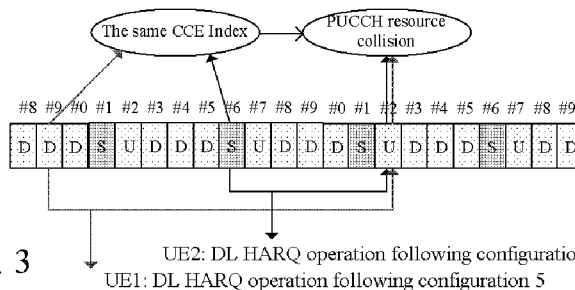 The same CCE Index
PUCCH resource
collision
#8 #9 #0 #1 #2 #3 #4 #5 #6 #7 #8 #9 #0 #1 #2 #3 #4 #5 #6 #7 #8 #9
D D D S U D D D S U D D D S U D D D S U D D
UE2: DL HARQ operation following configuratio
. 3
UE1: DL HARQ operation following configuration 5